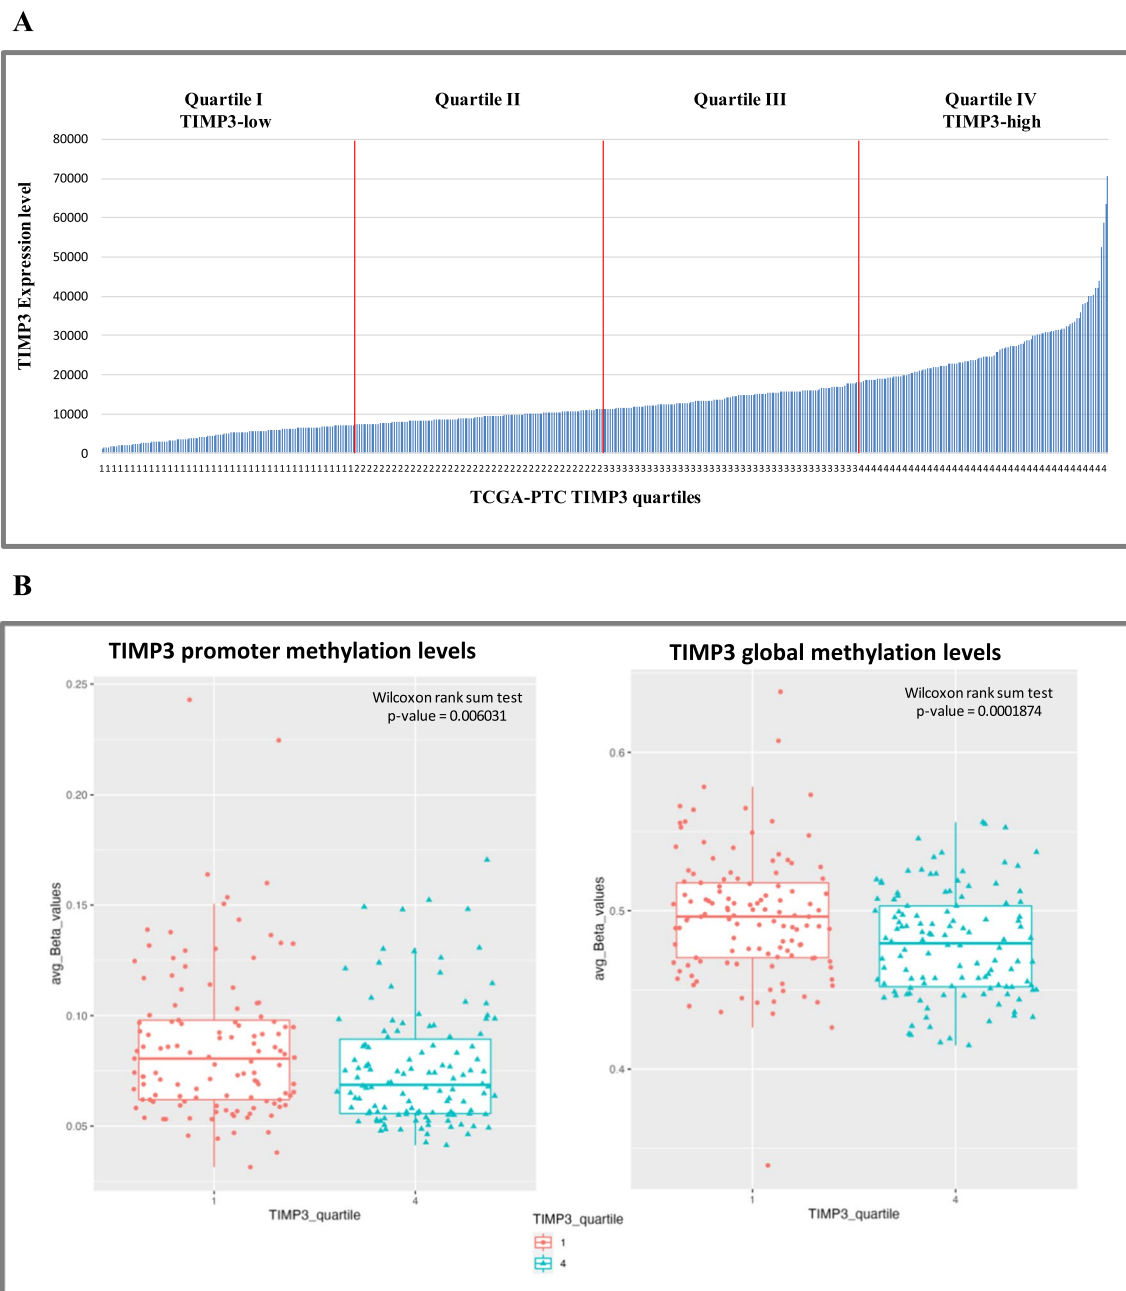 A
Quartile I
TIMP3-low
Quartile II
Quartile III
Quartile IV
TIMP3-high
TIMP3 Expression level
80000
70000
60000
50000
40000
30000
20000
10000
0
TCGA-PTC TIMP3 quartiles
B
TIMP3 promoter methylation levels
Wilcoxon rank sum test
p-value = 0.006031
avg_Beta_values
0.25
0.20
0.15
0.10
0.05
1
4
TIMP3_quartile
TIMP3 global methylation levels
Wilcoxon rank sum test
p-value = 0.0001874
avg_Beta_values
0.6
0.5
0.4
1
4
TIMP3_quartile
TIMP3_quartile
1
4